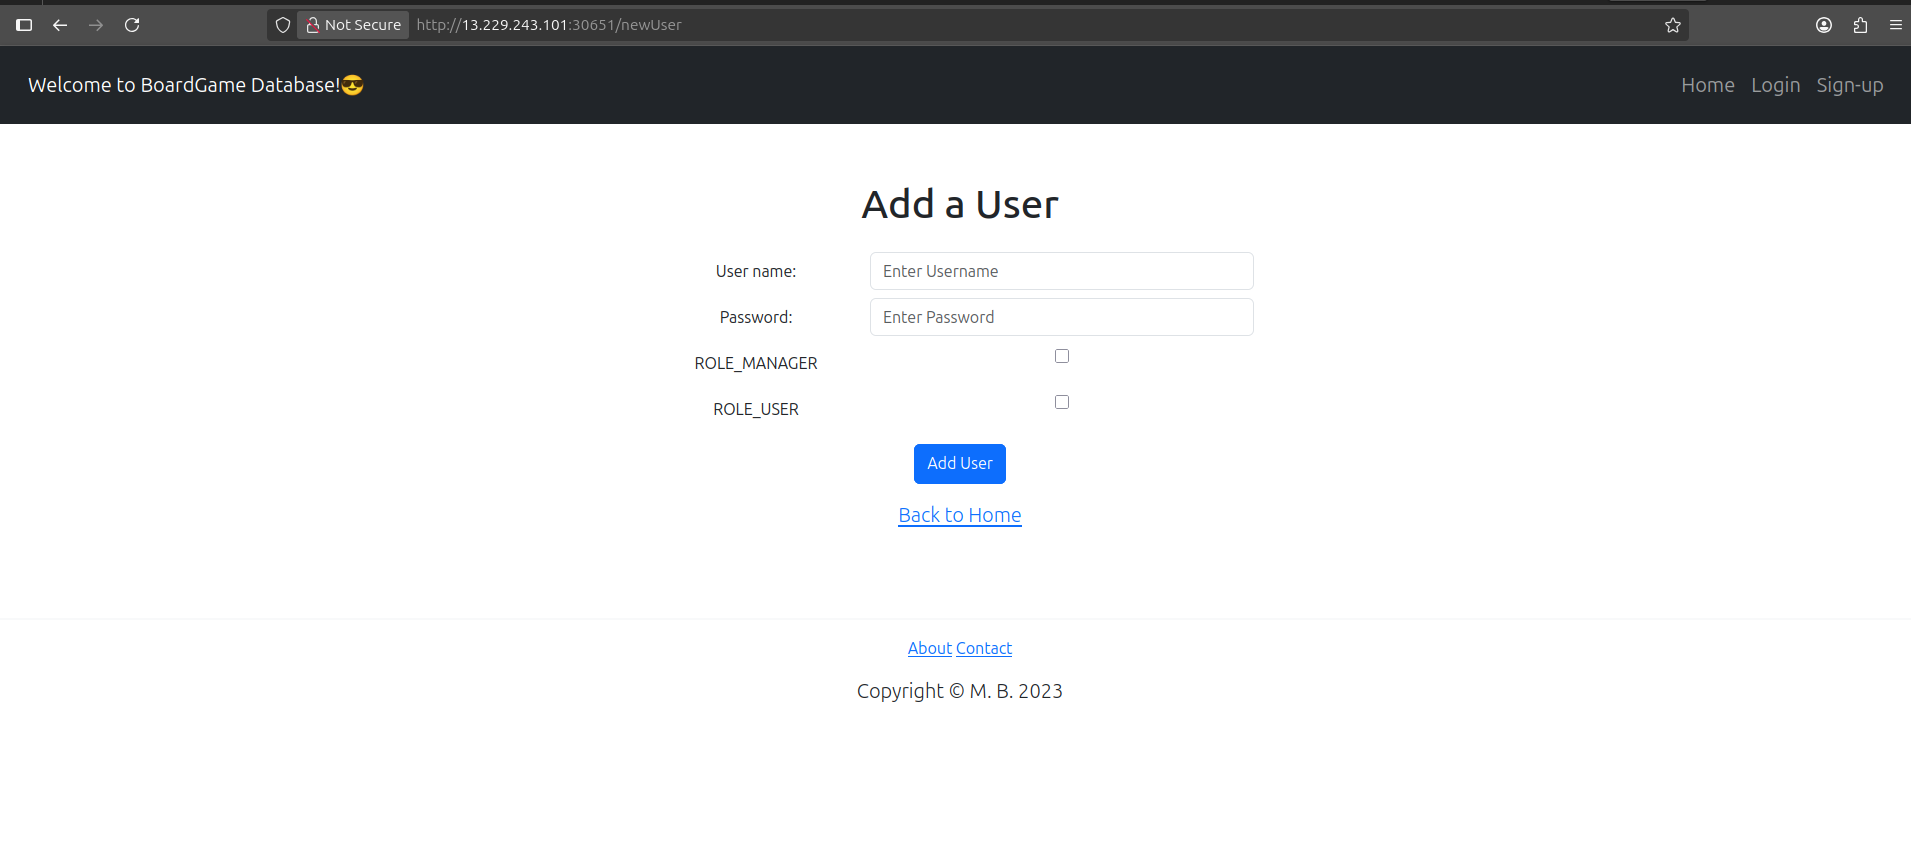 Not Secure http://13.229.243.101:30651/newUser
Welcome to BoardGame Database!😎 Home Login Sign-up
Add a User
User name: Enter Username
Password: Enter Password
ROLE_MANAGER
ROLE_USER
Add User
Back to Home
About Contact
Copyright © M. B. 2023